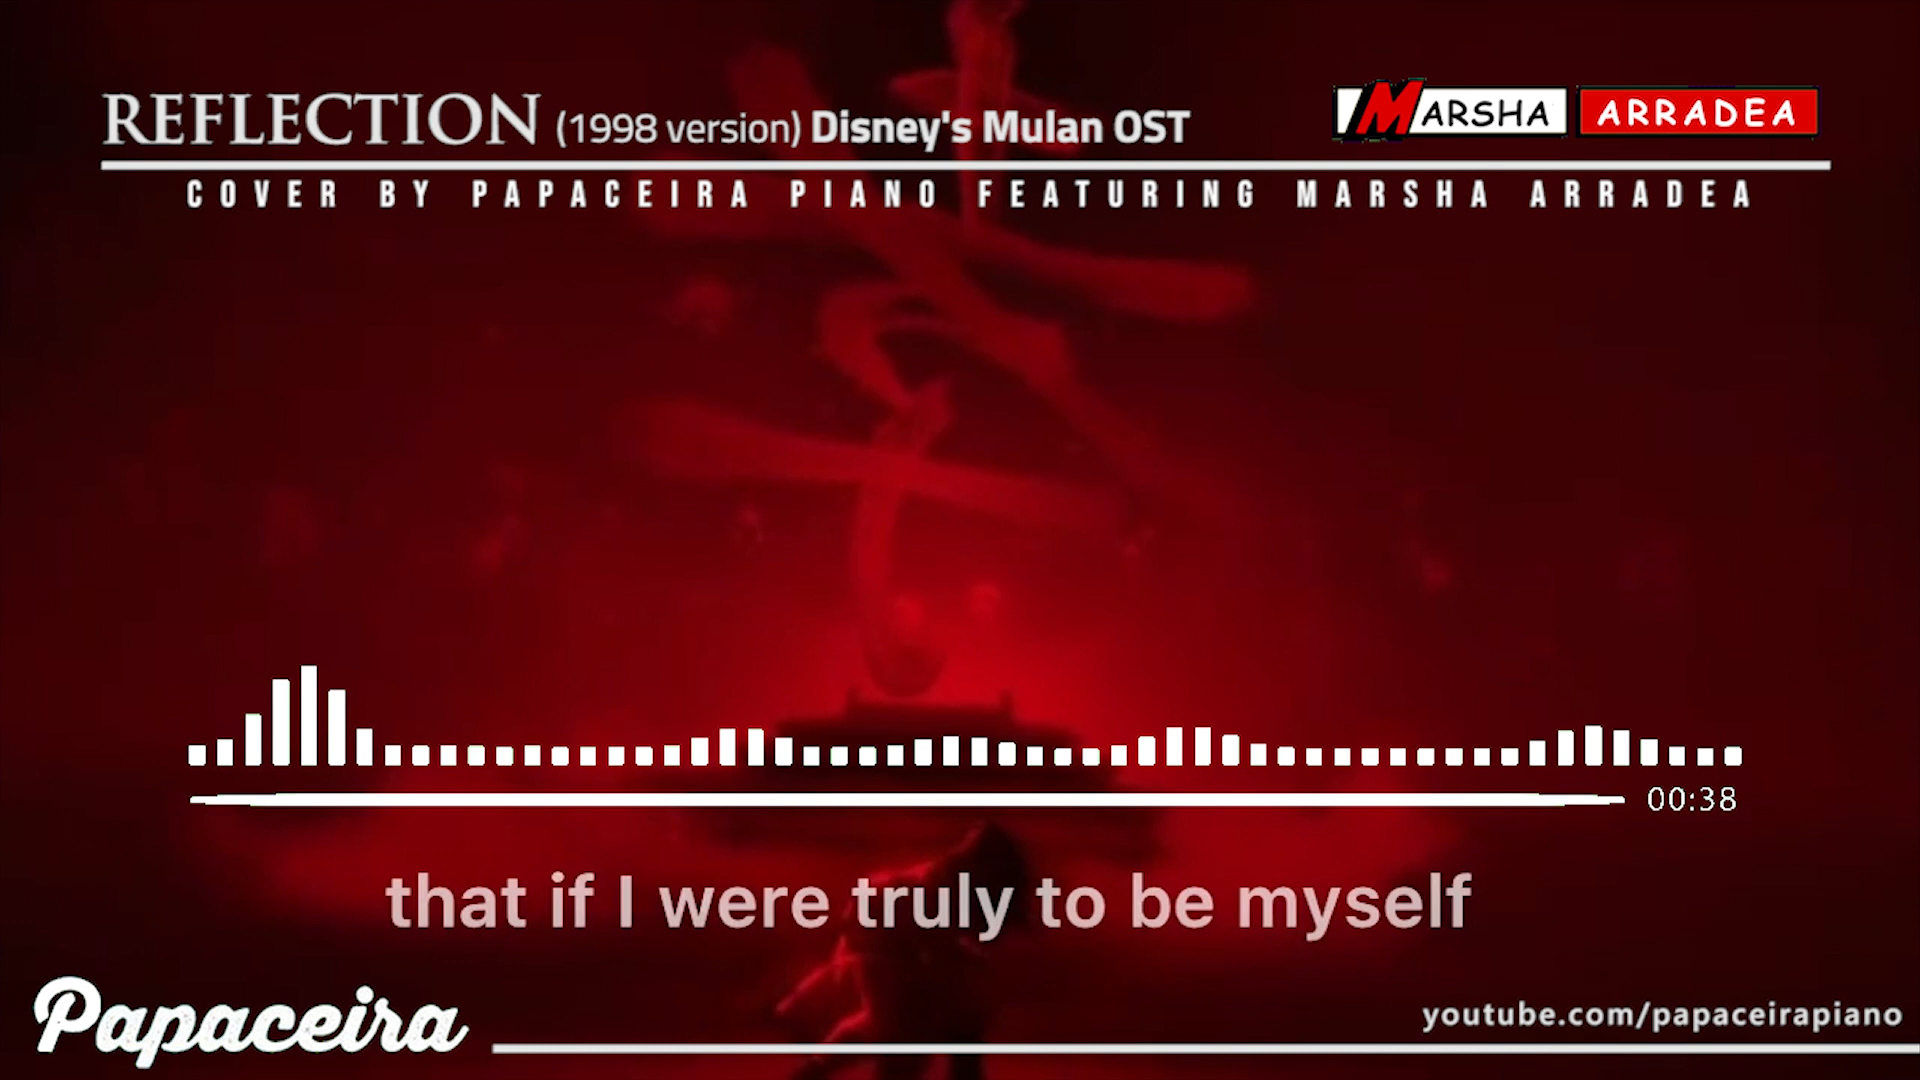 REFLECTION (1998 version) Disney's Mulan OST
MARSHA ARRADEA
COVER BY PAPACEIRA PIANO FEATURING MARSHA ARRADEA
00:38
that if I were truly to be myself
Papaceira
youtube.com/papaceirapiano